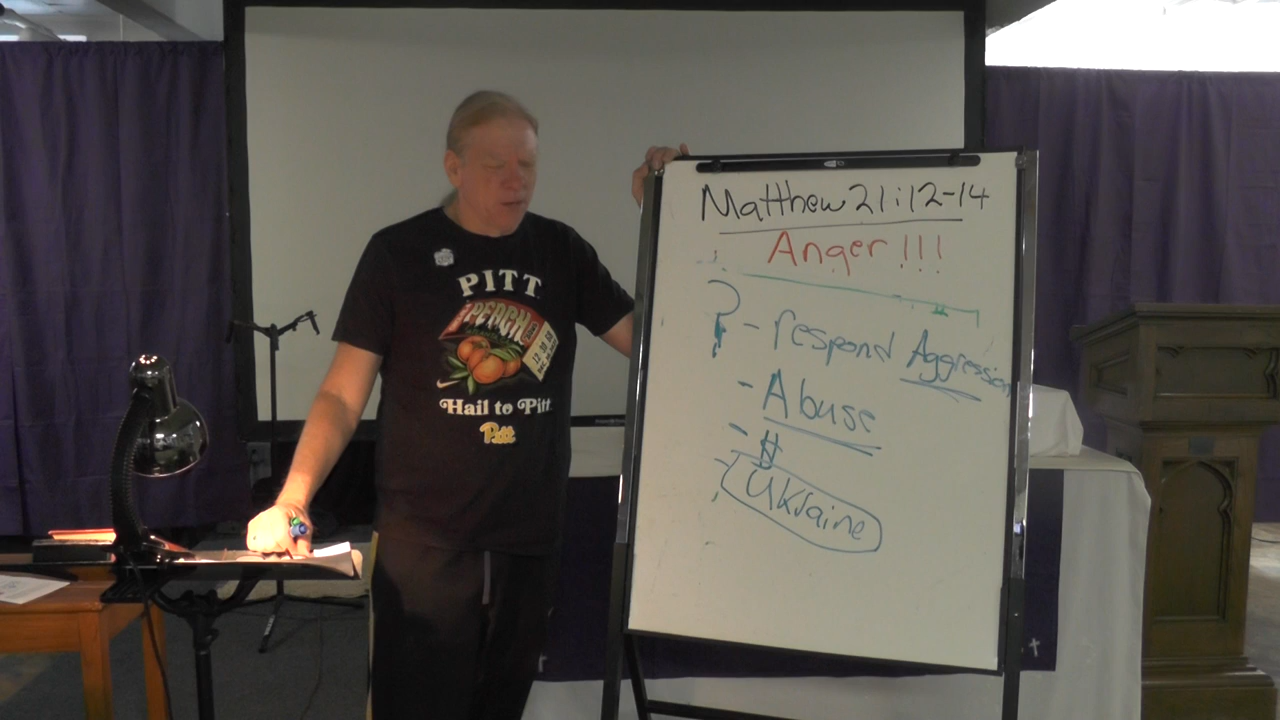 Matthew 21:12-14
Anger!!!
? - respond Aggression
- Abuse
- $
- Ukraine
PITT
PEACH
Hail to Pitt
Pitt